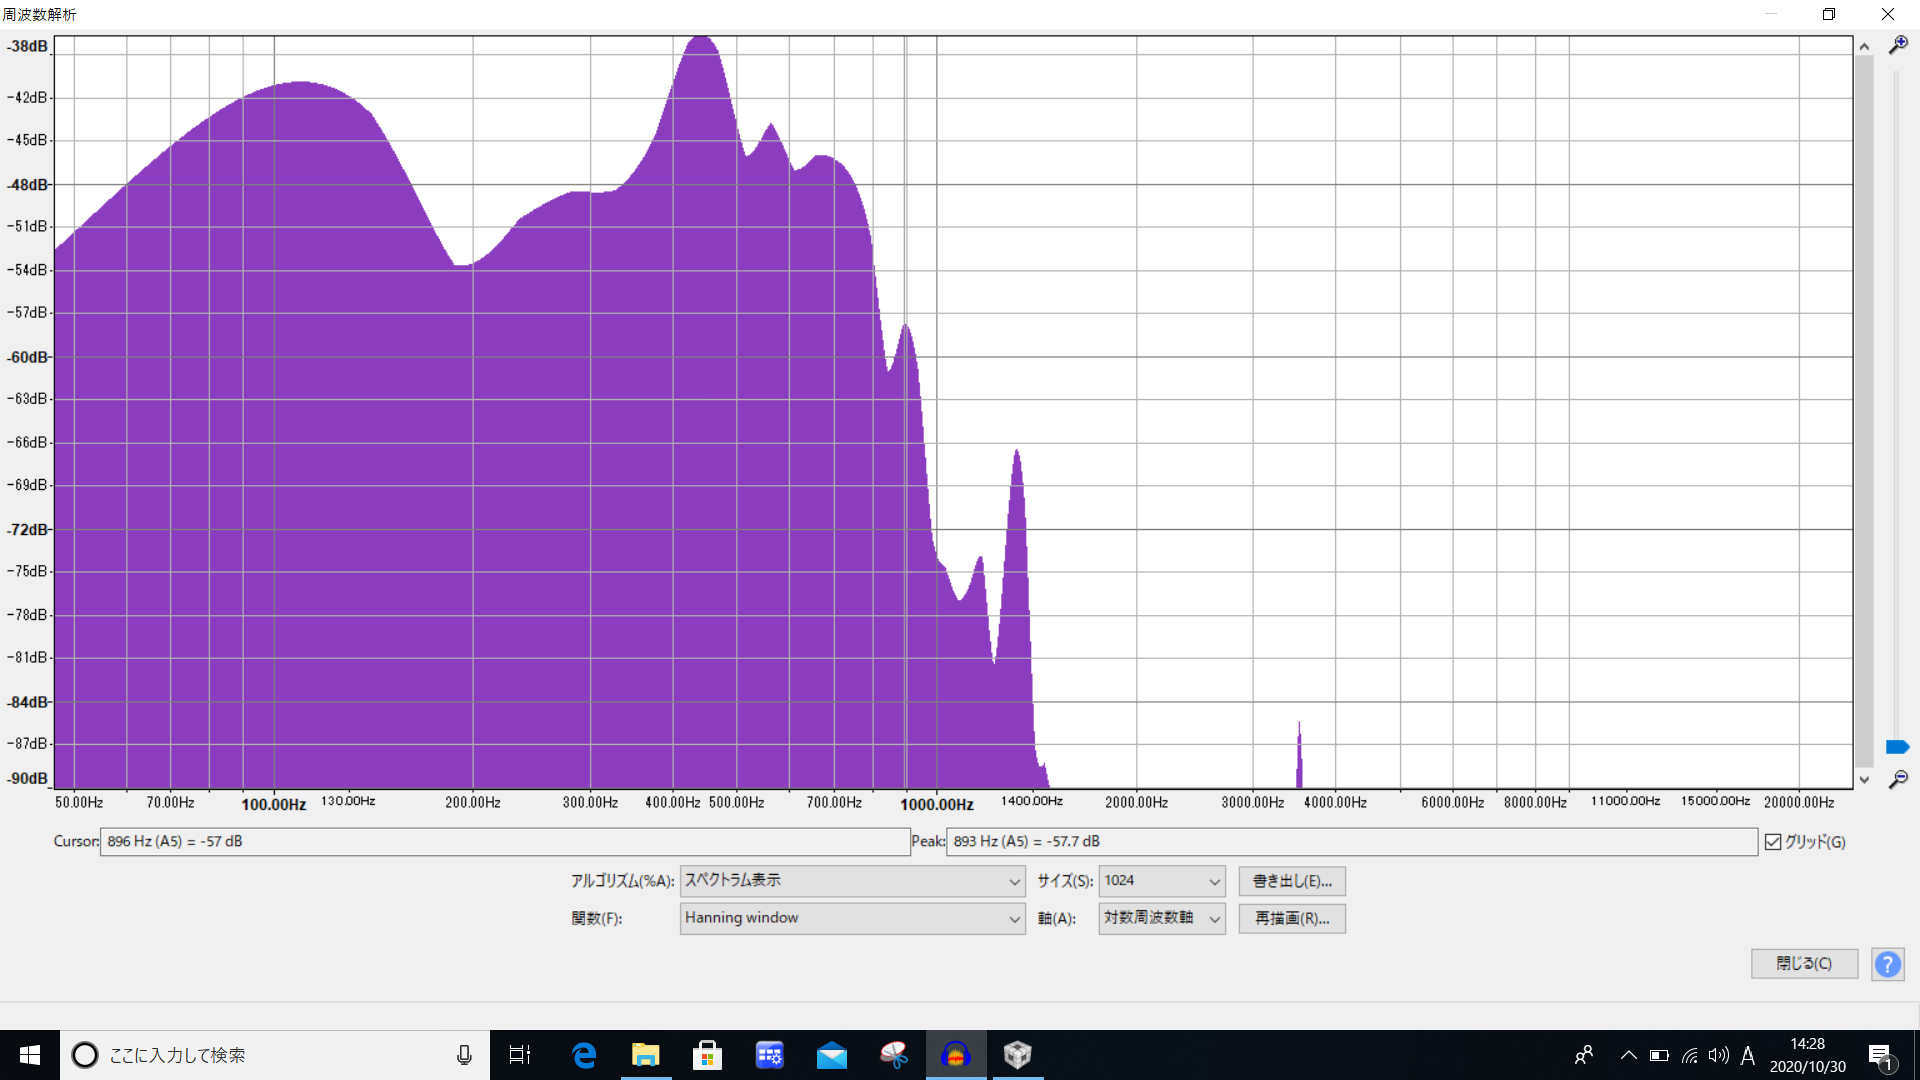 周波数解析
-38dB
-42dB
-45dB
-48dB
-51dB
-54dB
-57dB
-60dB
-63dB
-66dB
-69dB
-72dB
-75dB
-78dB
-81dB
-84dB
-87dB
-90dB
50.00Hz 70.00Hz 100.00Hz 130.00Hz 200.00Hz 300.00Hz 400.00Hz 500.00Hz 700.00Hz 1000.00Hz 1400.00Hz 2000.00Hz 3000.00Hz 4000.00Hz 6000.00Hz 8000.00Hz 11000.00Hz 15000.00Hz 20000.00Hz
Cursor: 896 Hz (A5) = -57 dB Peak: 893 Hz (A5) = -57.7 dB グリッド(G)
アルゴリズム(%A): スペクトラム表示 サイズ(S): 1024 書き出し(E)...
関数(F): Hanning window 軸(A): 対数周波数軸 再描画(R)...
閉じる(C) ?
ここに入力して検索
A
14:28
2020/10/30
1